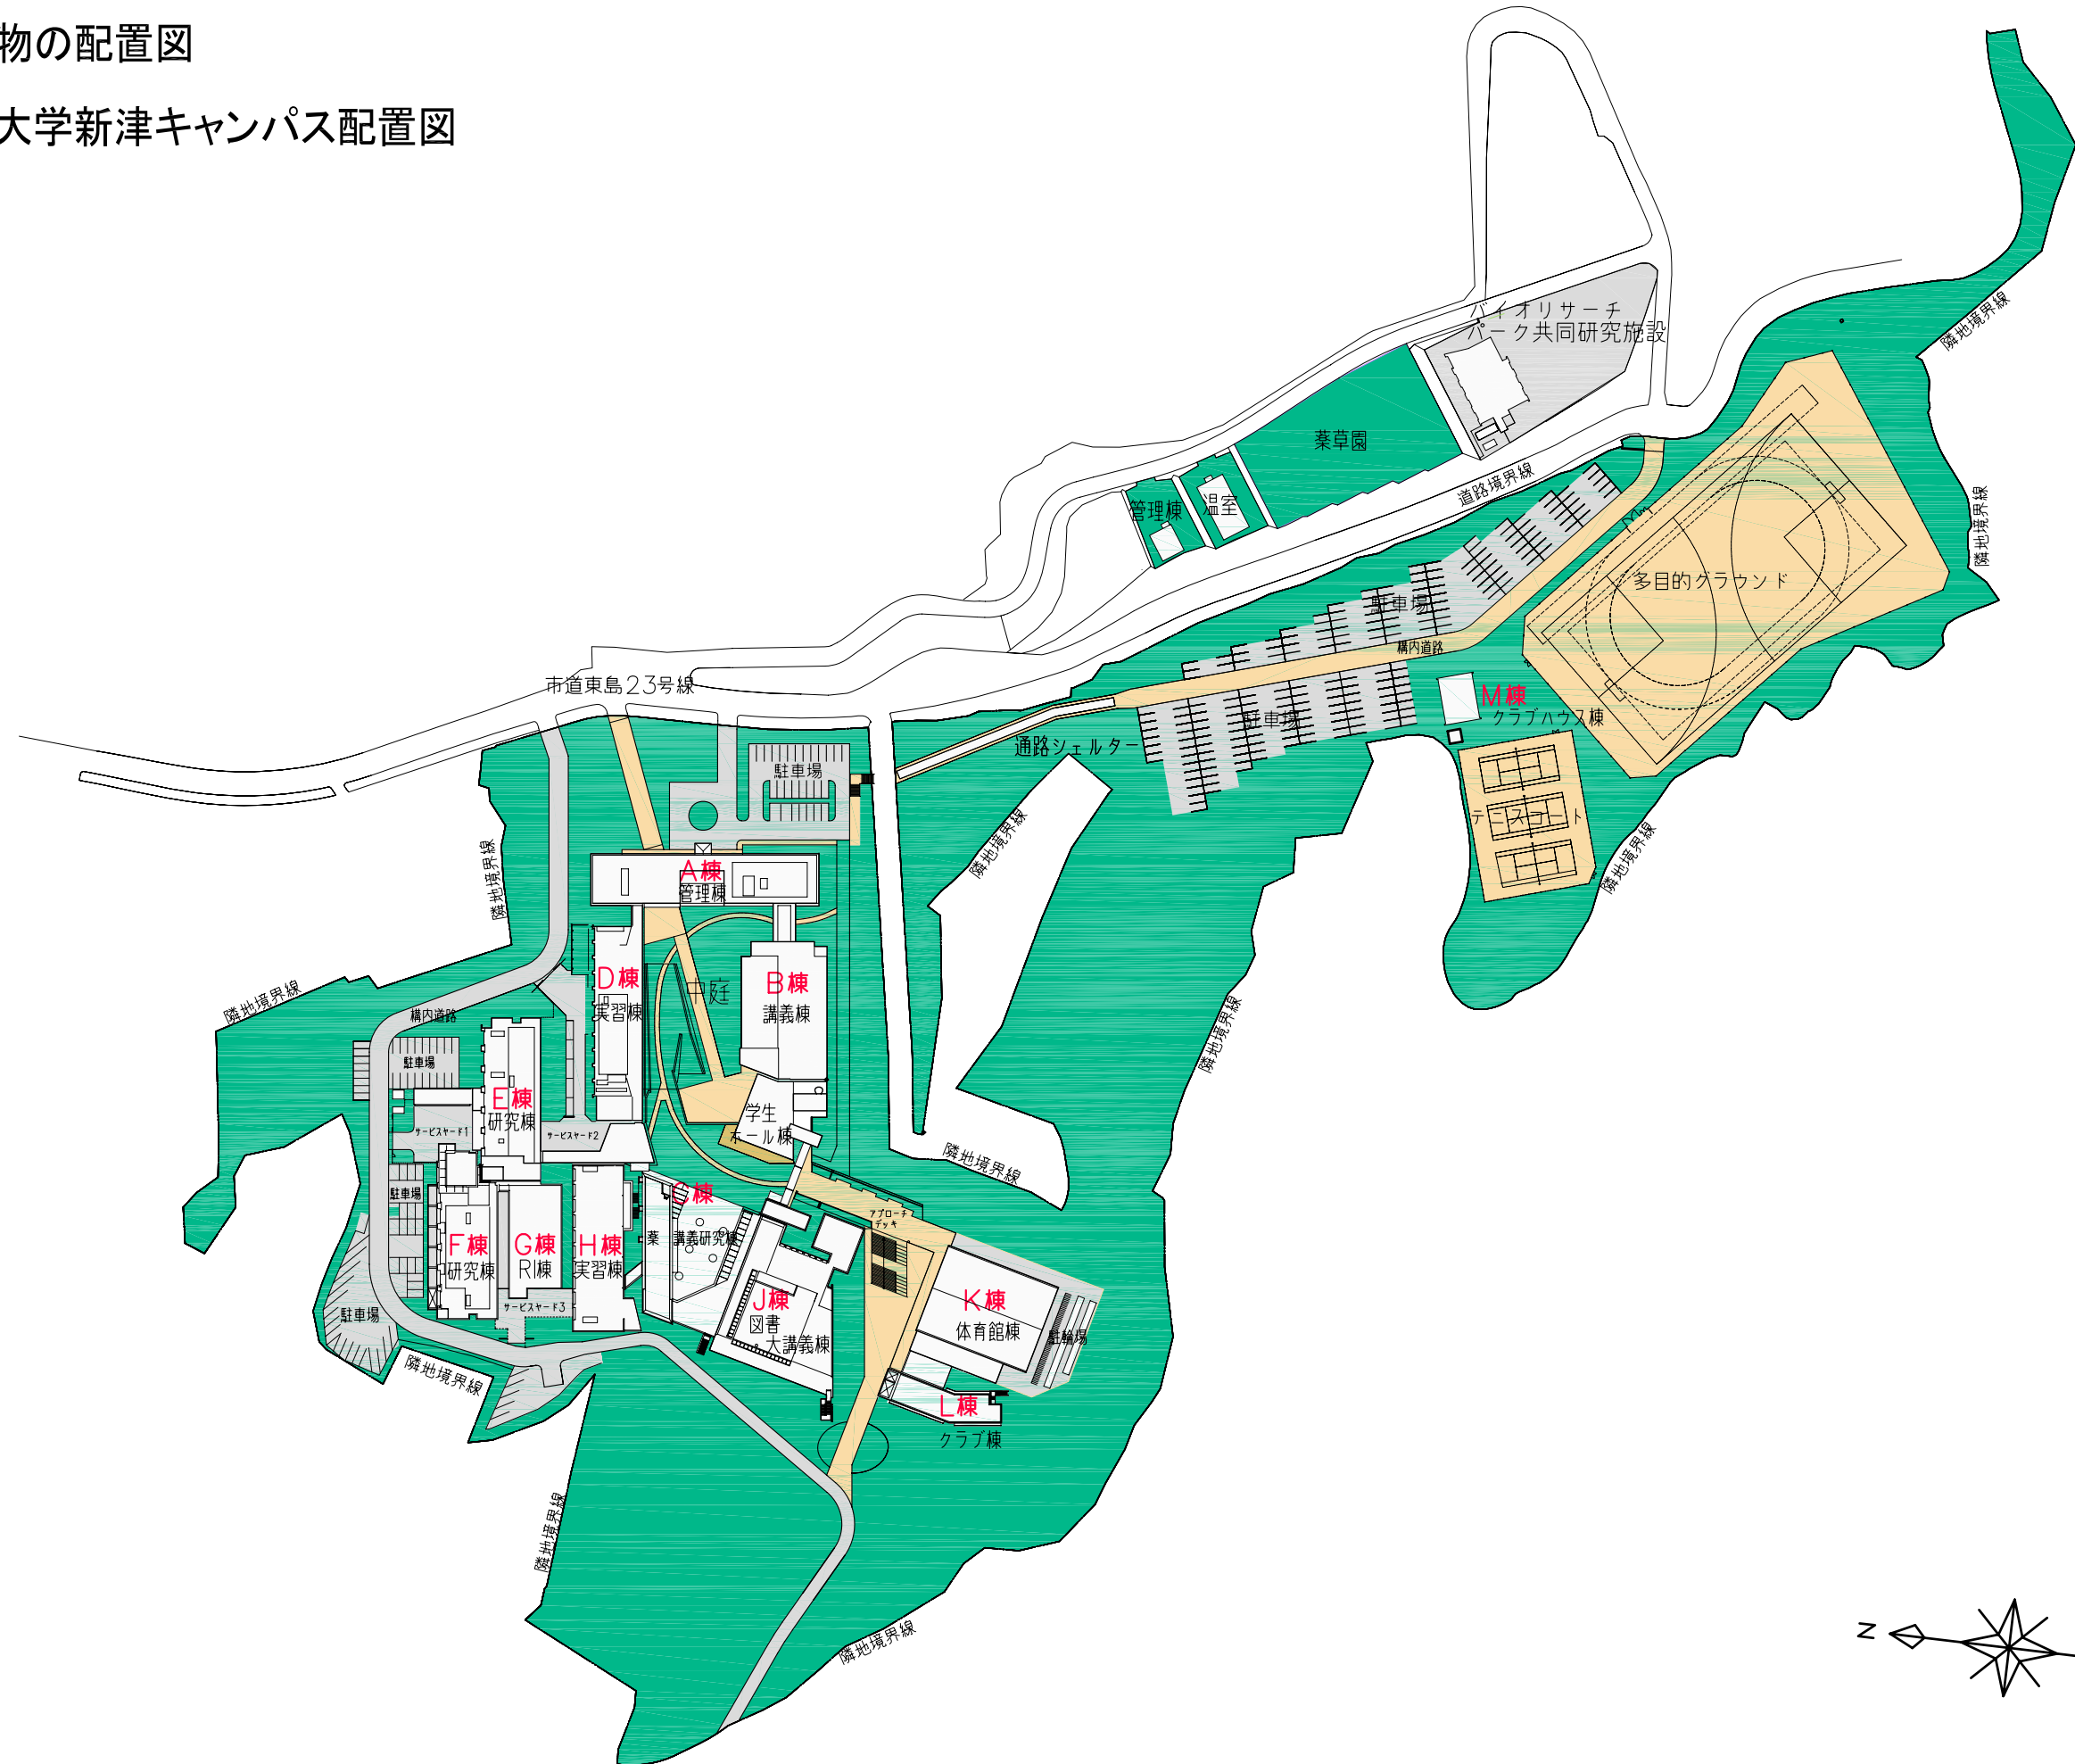 物の配置図
大学新津キャンパス配置図
バイオリサーチ
パーク共同研究施設
隣地境界線
薬草園
道路境界線
管理棟
温室
隣地境界線
多目的グラウンド
駐車場
構内道路
市道東島23号線
M棟
クラブハウス棟
駐車場
通路シェルター
駐車場
テニスコート
隣地境界線
隣地境界線
隣地境界線
A棟
管理棟
D棟
実習棟
中庭
B棟
講義棟
隣地境界線
構内道路
隣地境界線
駐車場
E棟
研究棟
学生
ホール棟
サービスヤード1
サービスヤード2
隣地境界線
駐車場
C棟
アプローチ
デッキ
薬 講義研究棟
F棟
研究棟
G棟
RI棟
H棟
実習棟
サービスヤード3
駐車場
J棟
図書
・大講義棟
K棟
体育館棟
駐輪場
隣地境界線
L棟
クラブ棟
隣地境界線
隣地境界線
N